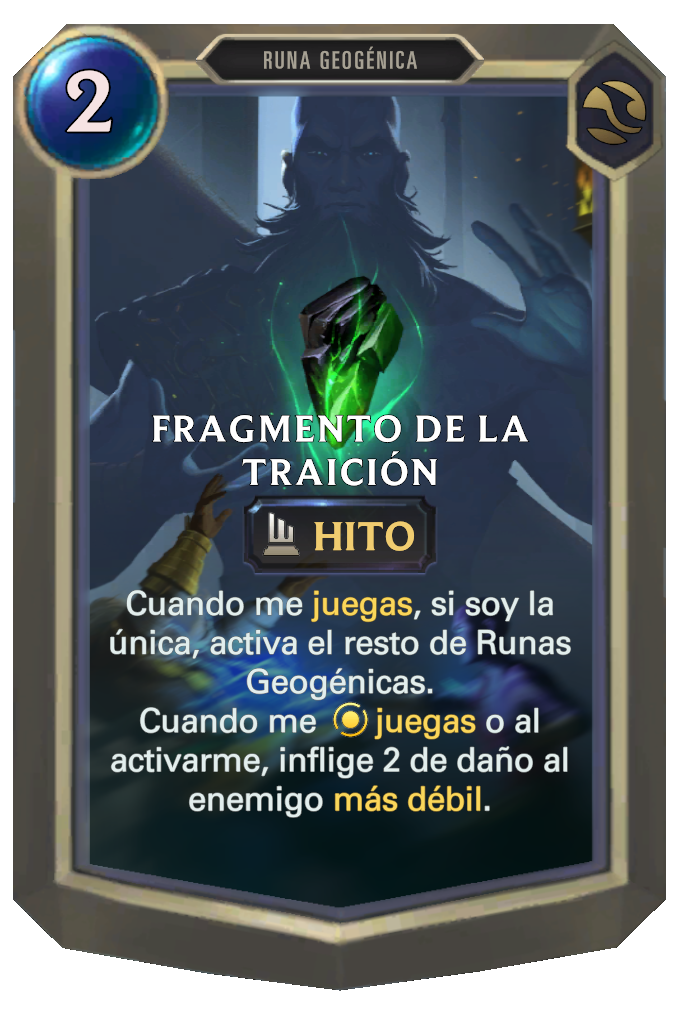 RUNA GEOGÉNICA
2
FRAGMENTO DE LA
TRAICIÓN
HITO
Cuando me juegas, si soy la
única, activa el resto de Runas
Geogénicas.
Cuando me juegas o al
activarme, inflige 2 de daño al
enemigo más débil.